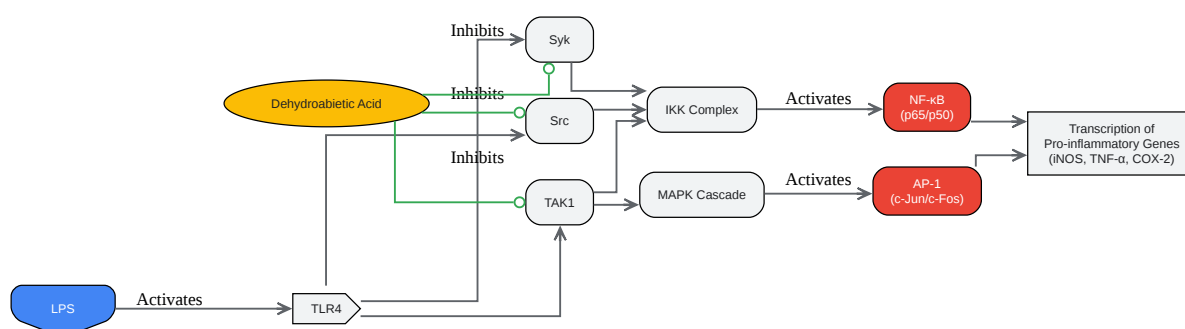 Inhibits
Syk
Dehydroabietic Acid
Inhibits
Src
IKK Complex
Activates
NF-κB
(p65/p50)
Transcription of
Pro-inflammatory Genes
(iNOS, TNF-α, COX-2)
Inhibits
TAK1
MAPK Cascade
Activates
AP-1
(c-Jun/c-Fos)
LPS
Activates
TLR4